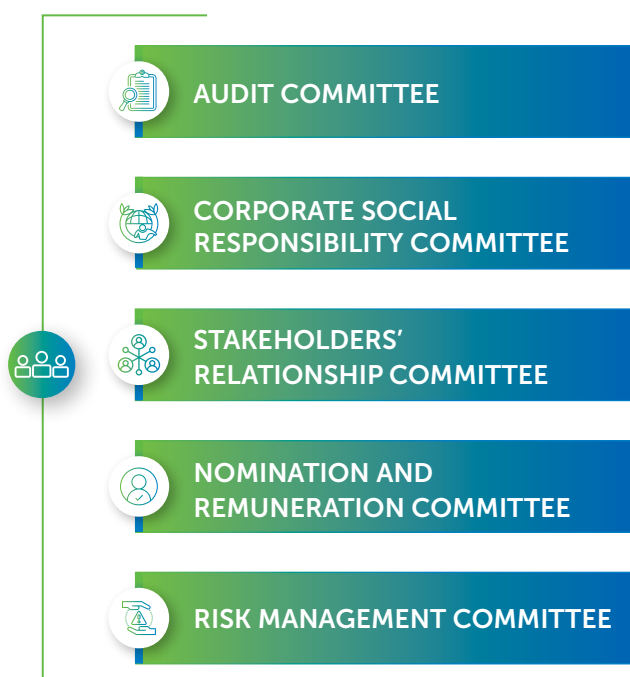 AUDIT COMMITTEE
CORPORATE SOCIAL
RESPONSIBILITY COMMITTEE
STAKEHOLDERS’
RELATIONSHIP COMMITTEE
NOMINATION AND
REMUNERATION COMMITTEE
RISK MANAGEMENT COMMITTEE